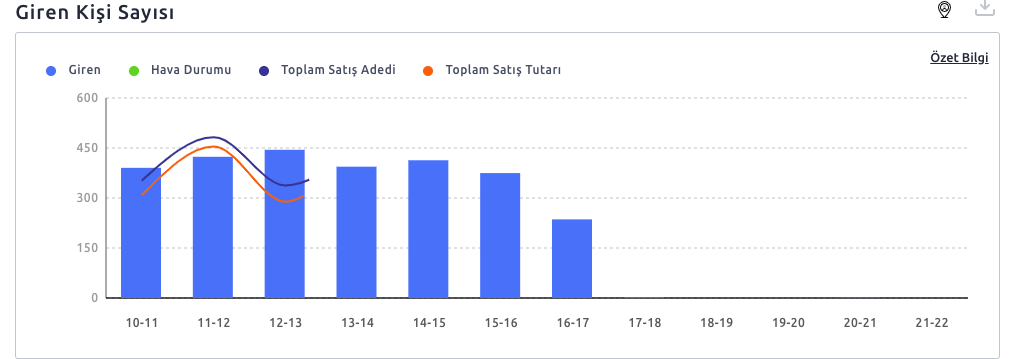 Giren Kişi Sayısı
Özet Bilgi
Giren Hava Durumu Toplam Satış Adedi Toplam Satış Tutarı
600
450
300
150
0
10-11 11-12 12-13 13-14 14-15 15-16 16-17 17-18 18-19 19-20 20-21 21-22